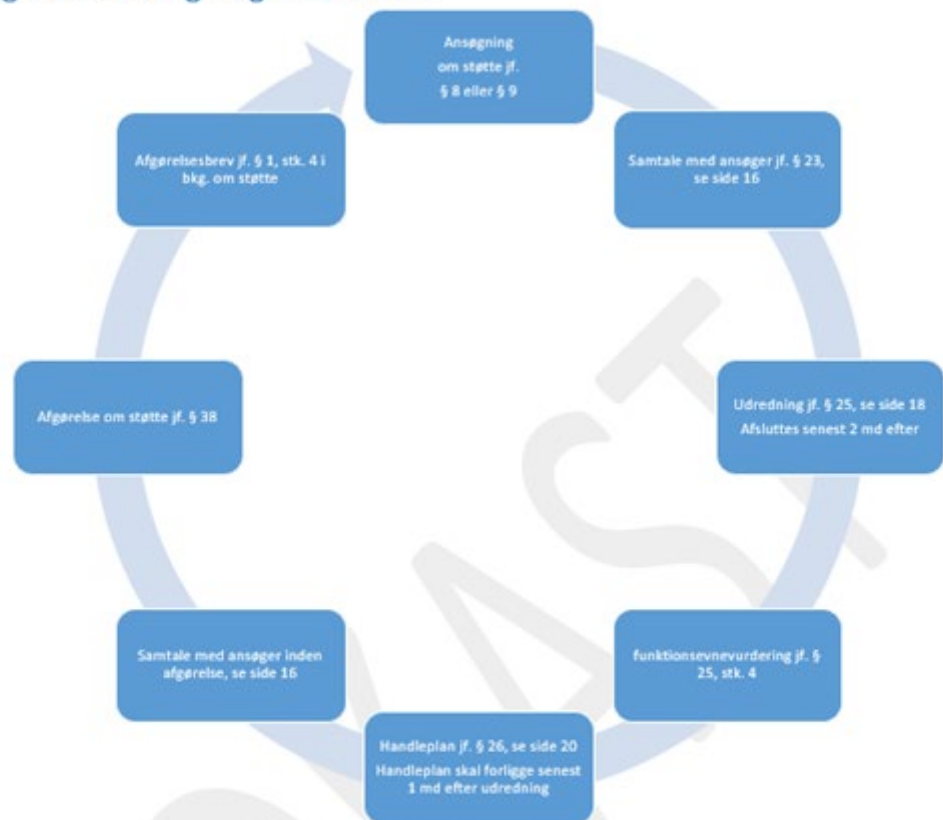 Ansøgning
om støtte jf.
§ 8 eller § 9
Samtale med ansøger jf. § 23,
se side 16
Udredning jf. § 25, se side 18
Afsluttes senest 2 md efter
funktionsevnevurdering jf. §
25, stk. 4
Handleplan jf. § 26, se side 20
Handleplan skal forligge senest
1 md efter udredning
Samtale med ansøger inden
afgørelse, se side 16
Afgørelse om støtte jf. § 38
Afgørelsesbrev jf. § 1, stk. 4 i
bkg. om støtte